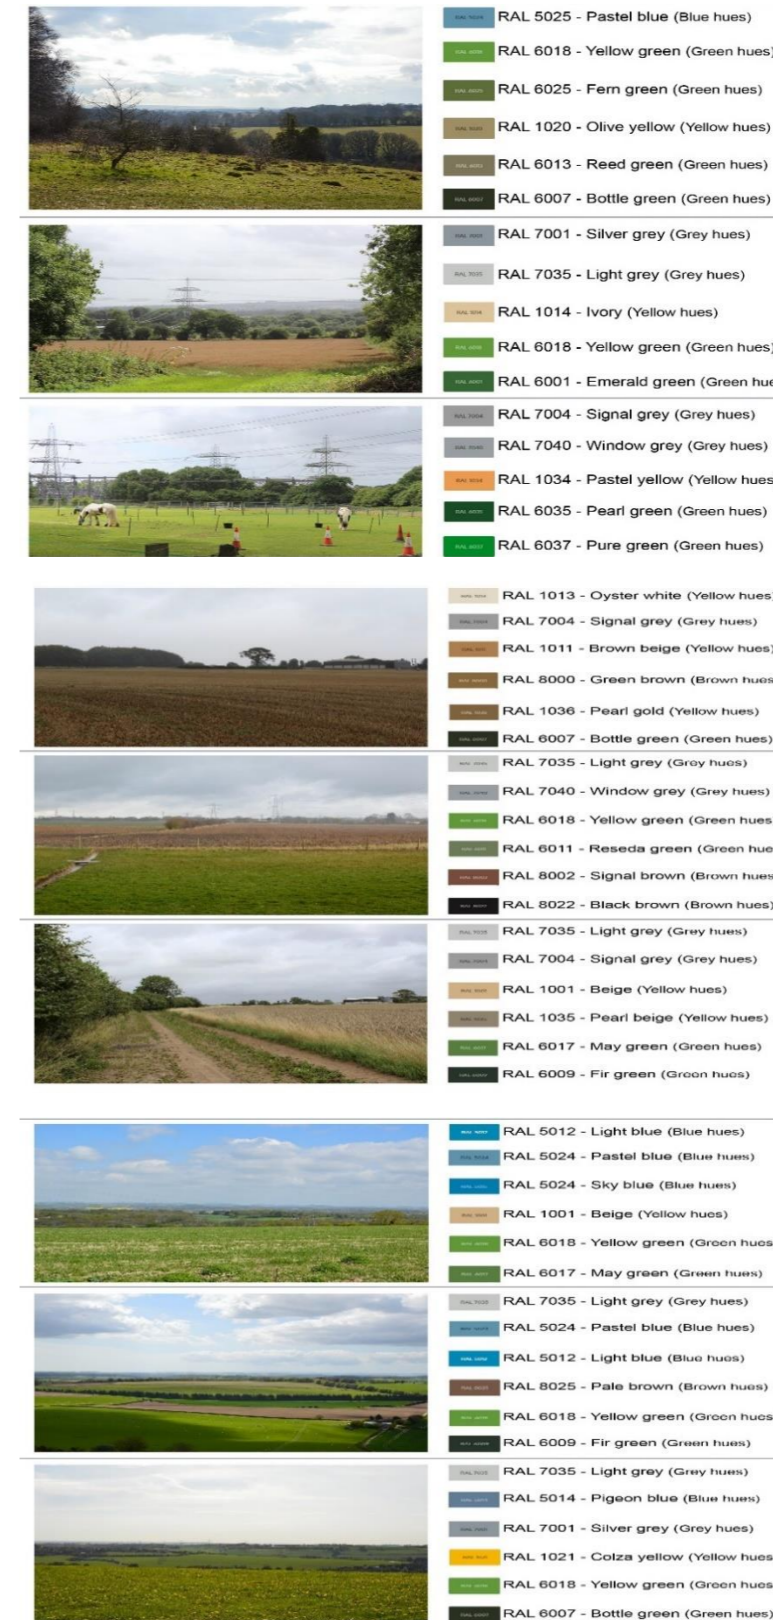 RAL 5025 - Pastel blue (Blue hues)
RAL 6018 - Yellow green (Green hues)
RAL 6025 - Fern green (Green hues)
RAL 1020 - Olive yellow (Yellow hues)
RAL 6013 - Reed green (Green hues)
RAL 6007 - Bottle green (Green hues)
RAL 7001 - Silver grey (Grey hues)
RAL 7035 - Light grey (Grey hues)
RAL 1014 - Ivory (Yellow hues)
RAL 6018 - Yellow green (Green hues)
RAL 6001 - Emerald green (Green hue
RAL 7004 - Signal grey (Grey hues)
RAL 7040 - Window grey (Grey hues)
RAL 1034 - Pastel yellow (Yellow hues
RAL 6035 - Pearl green (Green hues)
RAL 6037 - Pure green (Green hues)
RAL 1013 - Oyster white (Yellow hues)
RAL 7004 - Signal grey (Grey hues)
RAL 1011 - Brown beige (Yellow hues)
RAL 8000 - Green brown (Brown hues
RAL 1036 - Pearl gold (Yellow hues)
RAL 6007 - Bottle green (Green hues)
RAL 7035 - Light grey (Grey hues)
RAL 7040 - Window grey (Grey hues)
RAL 6018 - Yellow green (Green hues
RAL 6011 - Reseda green (Green hue
RAL 8002 - Signal brown (Brown hues
RAL 8022 - Black brown (Brown hues)
RAL 7035 - Light grey (Grey hues)
RAL 7004 - Signal grey (Grey hues)
RAL 1001 - Beige (Yellow hues)
RAL 1035 - Pearl beige (Yellow hues)
RAL 6017 - May green (Green hues)
RAL 6009 - Fir green (Green hues)
RAL 5012 - Light blue (Blue hues)
RAL 5024 - Pastel blue (Blue hues)
RAL 5024 - Sky blue (Blue hues)
RAL 1001 - Beige (Yellow hues)
RAL 6018 - Yellow green (Green hues
RAL 6017 - May green (Green hues)
RAL 7035 - Light grey (Grey hues)
RAL 5024 - Pastel blue (Blue hues)
RAL 5012 - Light blue (Blue hues)
RAL 8025 - Pale brown (Brown hues)
RAL 6018 - Yellow green (Green hues
RAL 6009 - Fir green (Green hues)
RAL 7035 - Light grey (Grey hues)
RAL 5014 - Pigeon blue (Blue hues)
RAL 7001 - Silver grey (Grey hues)
RAL 1021 - Colza yellow (Yellow hues
RAL 6018 - Yellow green (Green hues
RAL 6007 - Bottle green (Green hues)